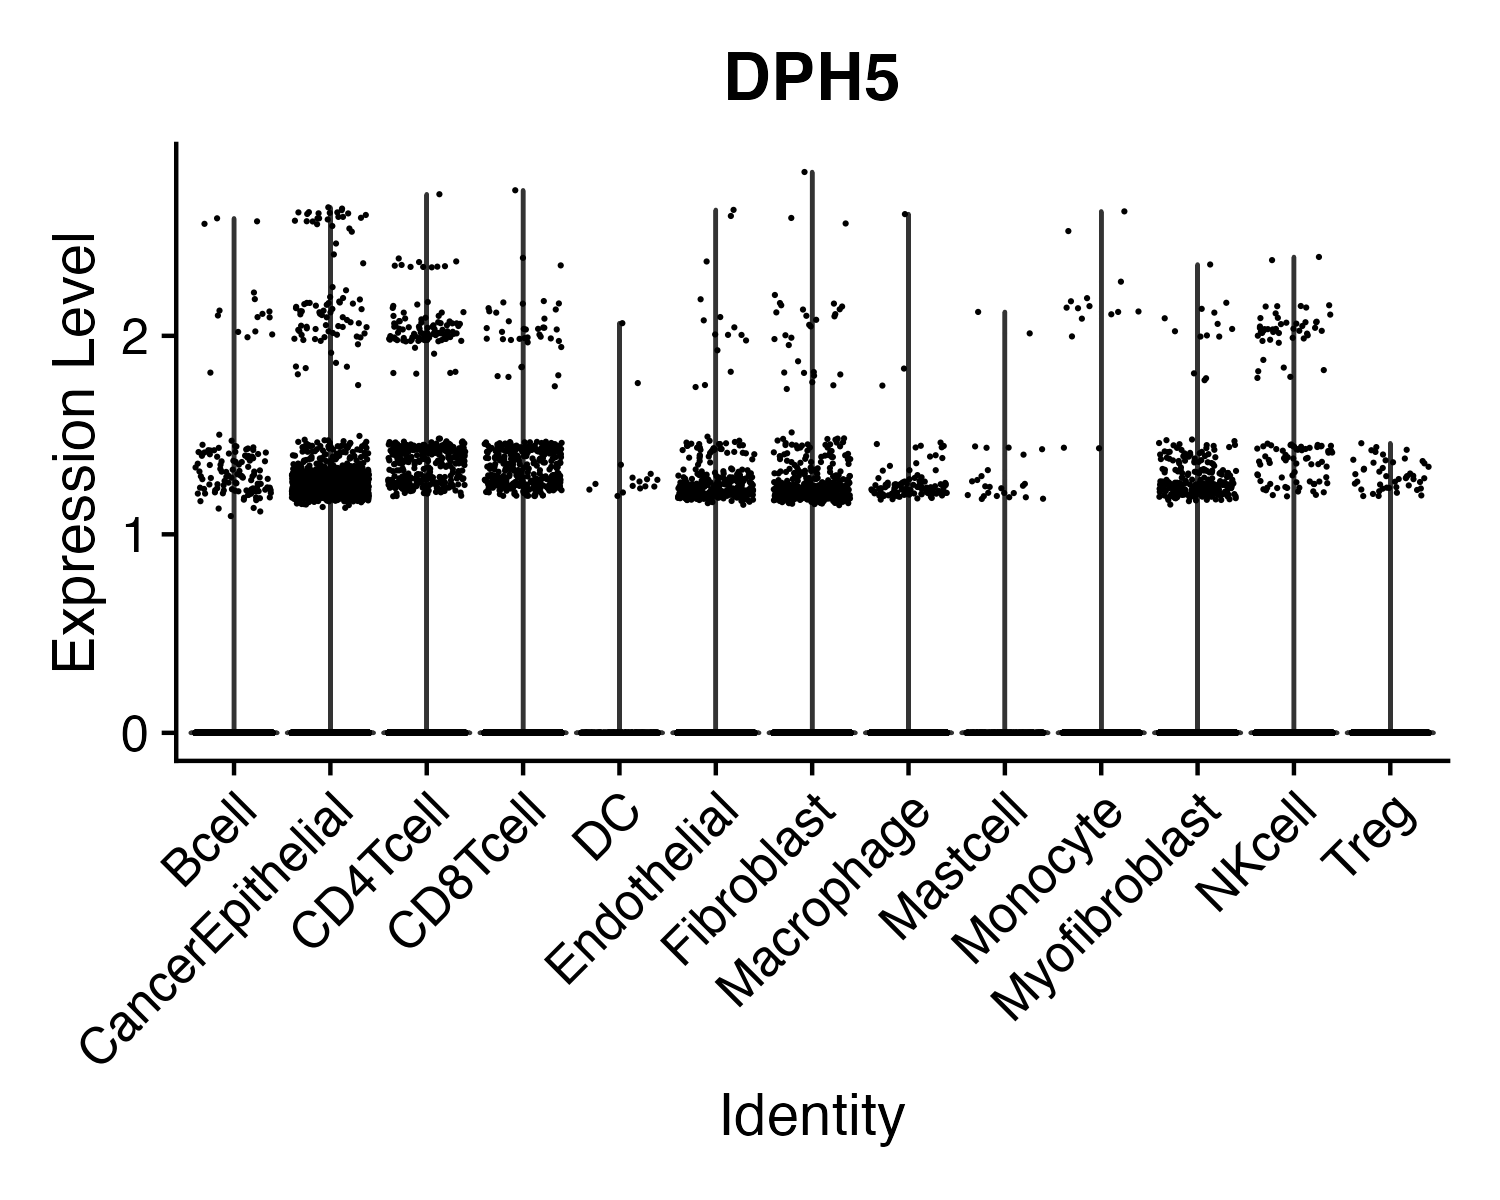 DPH5
Expression Level
2
1
0
Bcell
CancerEpithelial
CD4Tcell
CD8Tcell
DC
Endothelial
Fibroblast
Macrophage
Mastcell
Monocyte
Myofibroblast
NKcell
Treg
Identity